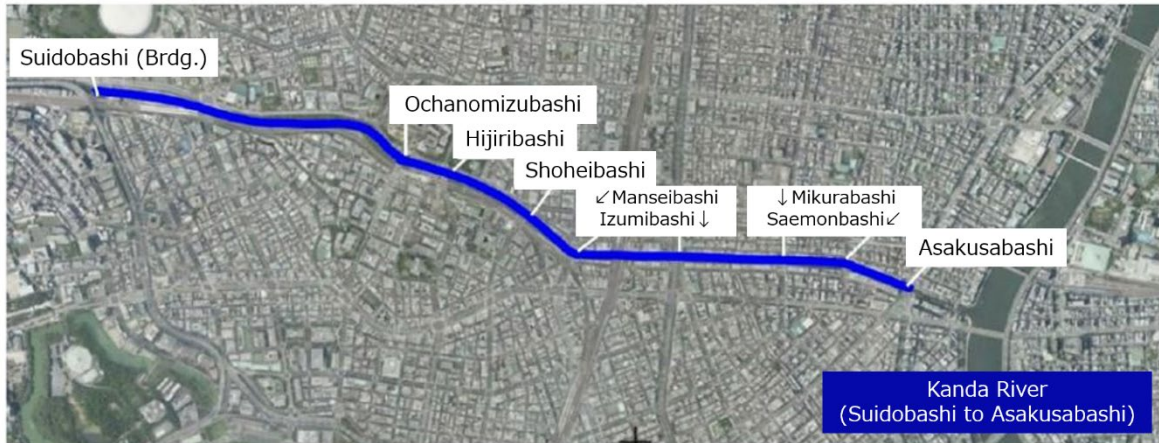 Suidobashi (Brdg.)
Ochanomizubashi
Hijiribashi
Shoheibashi
↙Manseibashi
Izumibashi↓
↓Mikurabashi
Saemonbashi↙
Asakusabashi
Kanda River
(Suidobashi to Asakusabashi)